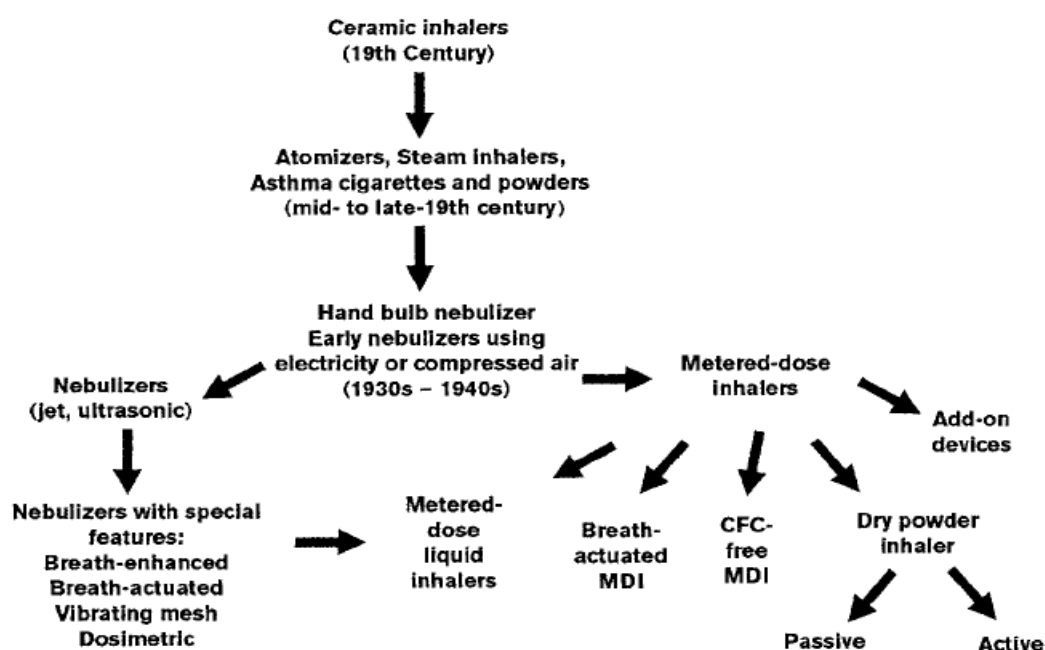 Ceramic inhalers
(19th Century)
Atomizers, Steam inhalers,
Asthma cigarettes and powders
(mid- to late-19th century)
Hand bulb nebulizer
Early nebulizers using
electricity or compressed air
(1930s – 1940s)
Nebulizers
(jet, ultrasonic)
Metered-dose
inhalers
Add-on
devices
Nebulizers with special
features:
Breath-enhanced
Breath-actuated
Vibrating mesh
Dosimetric
Metered-
dose
liquid
inhalers
Breath-
actuated
MDI
CFC-
free
MDI
Dry powder
inhaler
Passive
Active